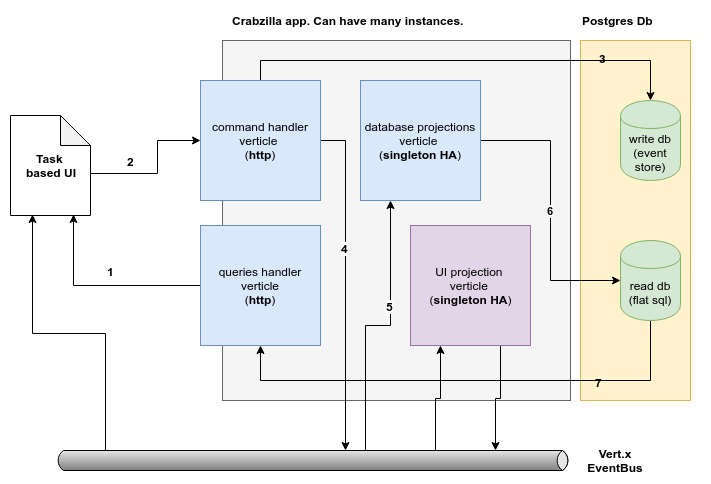 Crabzilla app. Can have many instances.
Postgres Db
3
command handler
verticle
(http)
database projections
verticle
(singleton HA)
write db
(event
store)
Task
based UI
2
6
4
queries handler
verticle
(http)
UI projection
verticle
(singleton HA)
read db
(flat sql)
1
5
7
Vert.x
EventBus